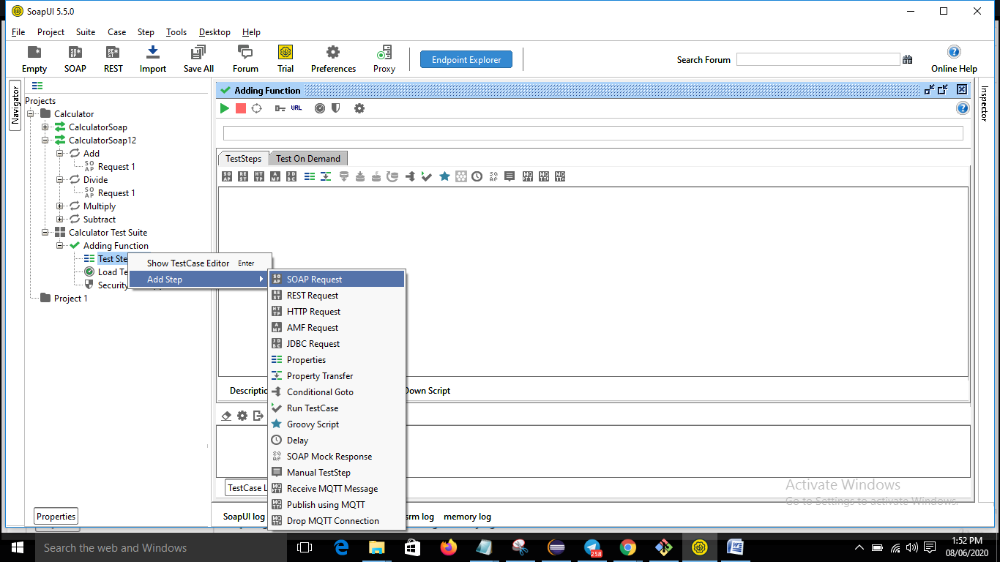 SoapUI 5.5.0
File Project Suite Case Step Tools Desktop Help
Empty SOAP REST Import Save All Forum Trial Preferences Proxy
Endpoint Explorer
Search Forum
Online Help
Navigator
Projects
Calculator
CalculatorSoap
CalculatorSoap12
Add
Request 1
Divide
Request 1
Multiply
Subtract
Calculator Test Suite
Adding Function
Test Ste
Load Te
Security
Project 1
Properties
Show TestCase Editor Enter
Add Step
SOAP Request
REST Request
HTTP Request
AMF Request
JDBC Request
Properties
Property Transfer
Conditional Goto
Run TestCase
Groovy Script
Delay
SOAP Mock Response
Manual TestStep
Receive MQTT Message
Publish using MQTT
Drop MQTT Connection
Adding Function
URL
TestSteps Test On Demand
Descriptio Down Script
TestCase L
SoapUI log srm log memory log
Inspector
Activate Windows
Go to Settings to activate Windows.
Search the web and Windows
258
1:52 PM
08/06/2020